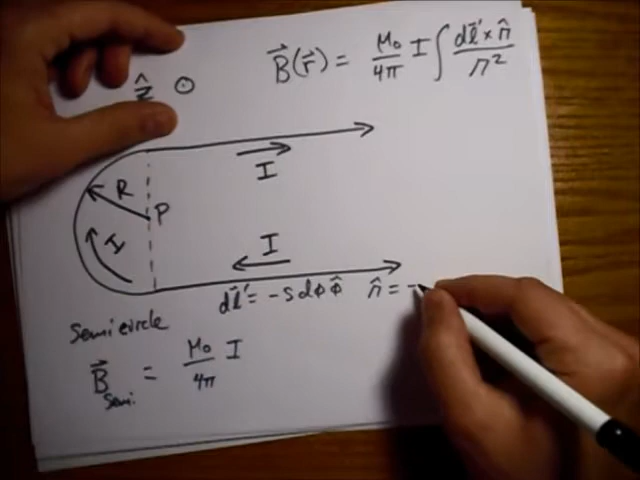 B⃗(r⃗) = μ₀/4π I ∫ dl⃗' × n̂ / n²
ẑ ⊙
I
R
P
I
I
dl⃗' = -s dϕ ϕ̂ n̂ = -
Semicircle
B⃗semi. = μ₀/4π I